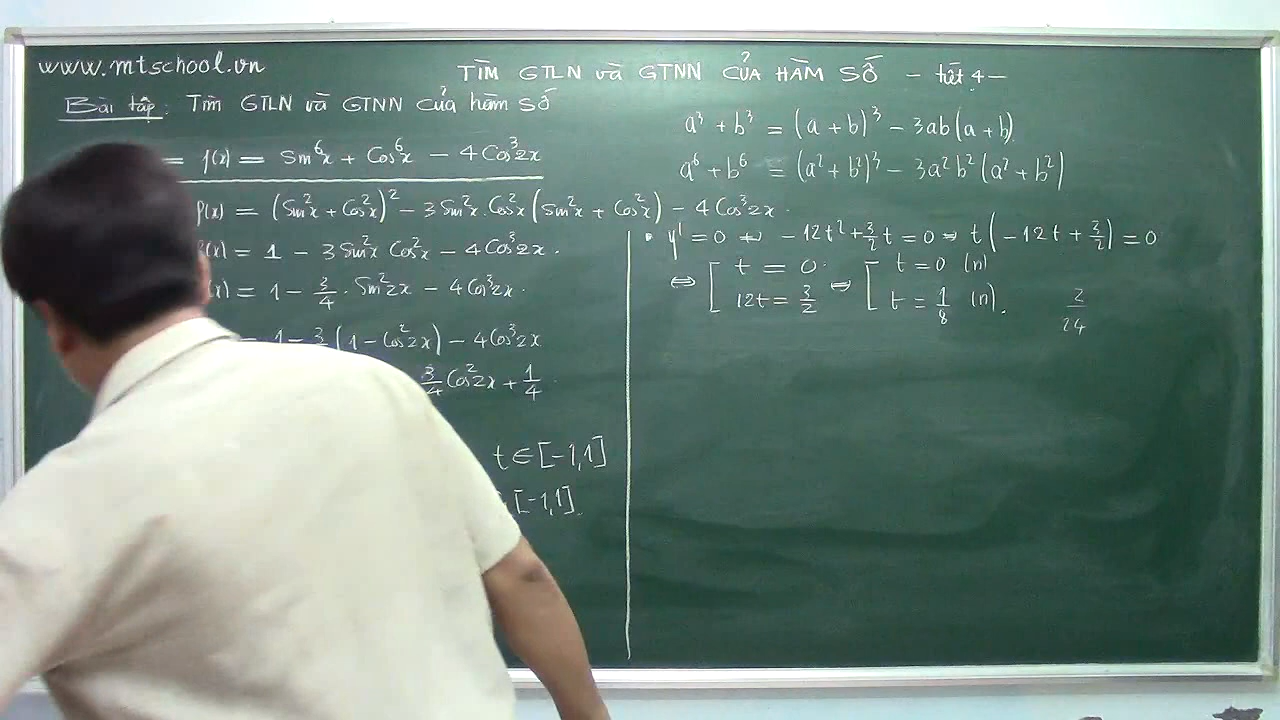 www.mtschool.vn
TÌM GTLN và GTNN CỦA HÀM SỐ – tiết 4 –
Bài tập: Tìm GTLN và GTNN của hàm số
= f(x) = Sin⁶x + Cos⁶x − 4Cos³2x
f(x) = (Sin²x + Cos²x)² − 3Sin²x.Cos²x(Sin²x + Cos²x) − 4Cos³2x.
f(x) = 1 − 3Sin²x Cos²x − 4Cos³2x.
(x) = 1 − 3/4 . Sin²2x − 4Cos³2x.
= 1 − 3/4 (1 − Cos²2x) − 4Cos³2x
3/4 Cos²2x + 1/4
t ∈ [−1,1]
[−1,1].
a³ + b³ = (a + b)³ − 3ab(a + b)
a⁶ + b⁶ = (a² + b²)³ − 3a²b²(a² + b²)
• y' = 0 ⇔ −12t² + 3/2 t = 0 ⇔ t(−12t + 3/2) = 0
⇔ [ t = 0 ⇔ [ t = 0 (n)
12t = 3/2 t = 1/8 (n).
2/24